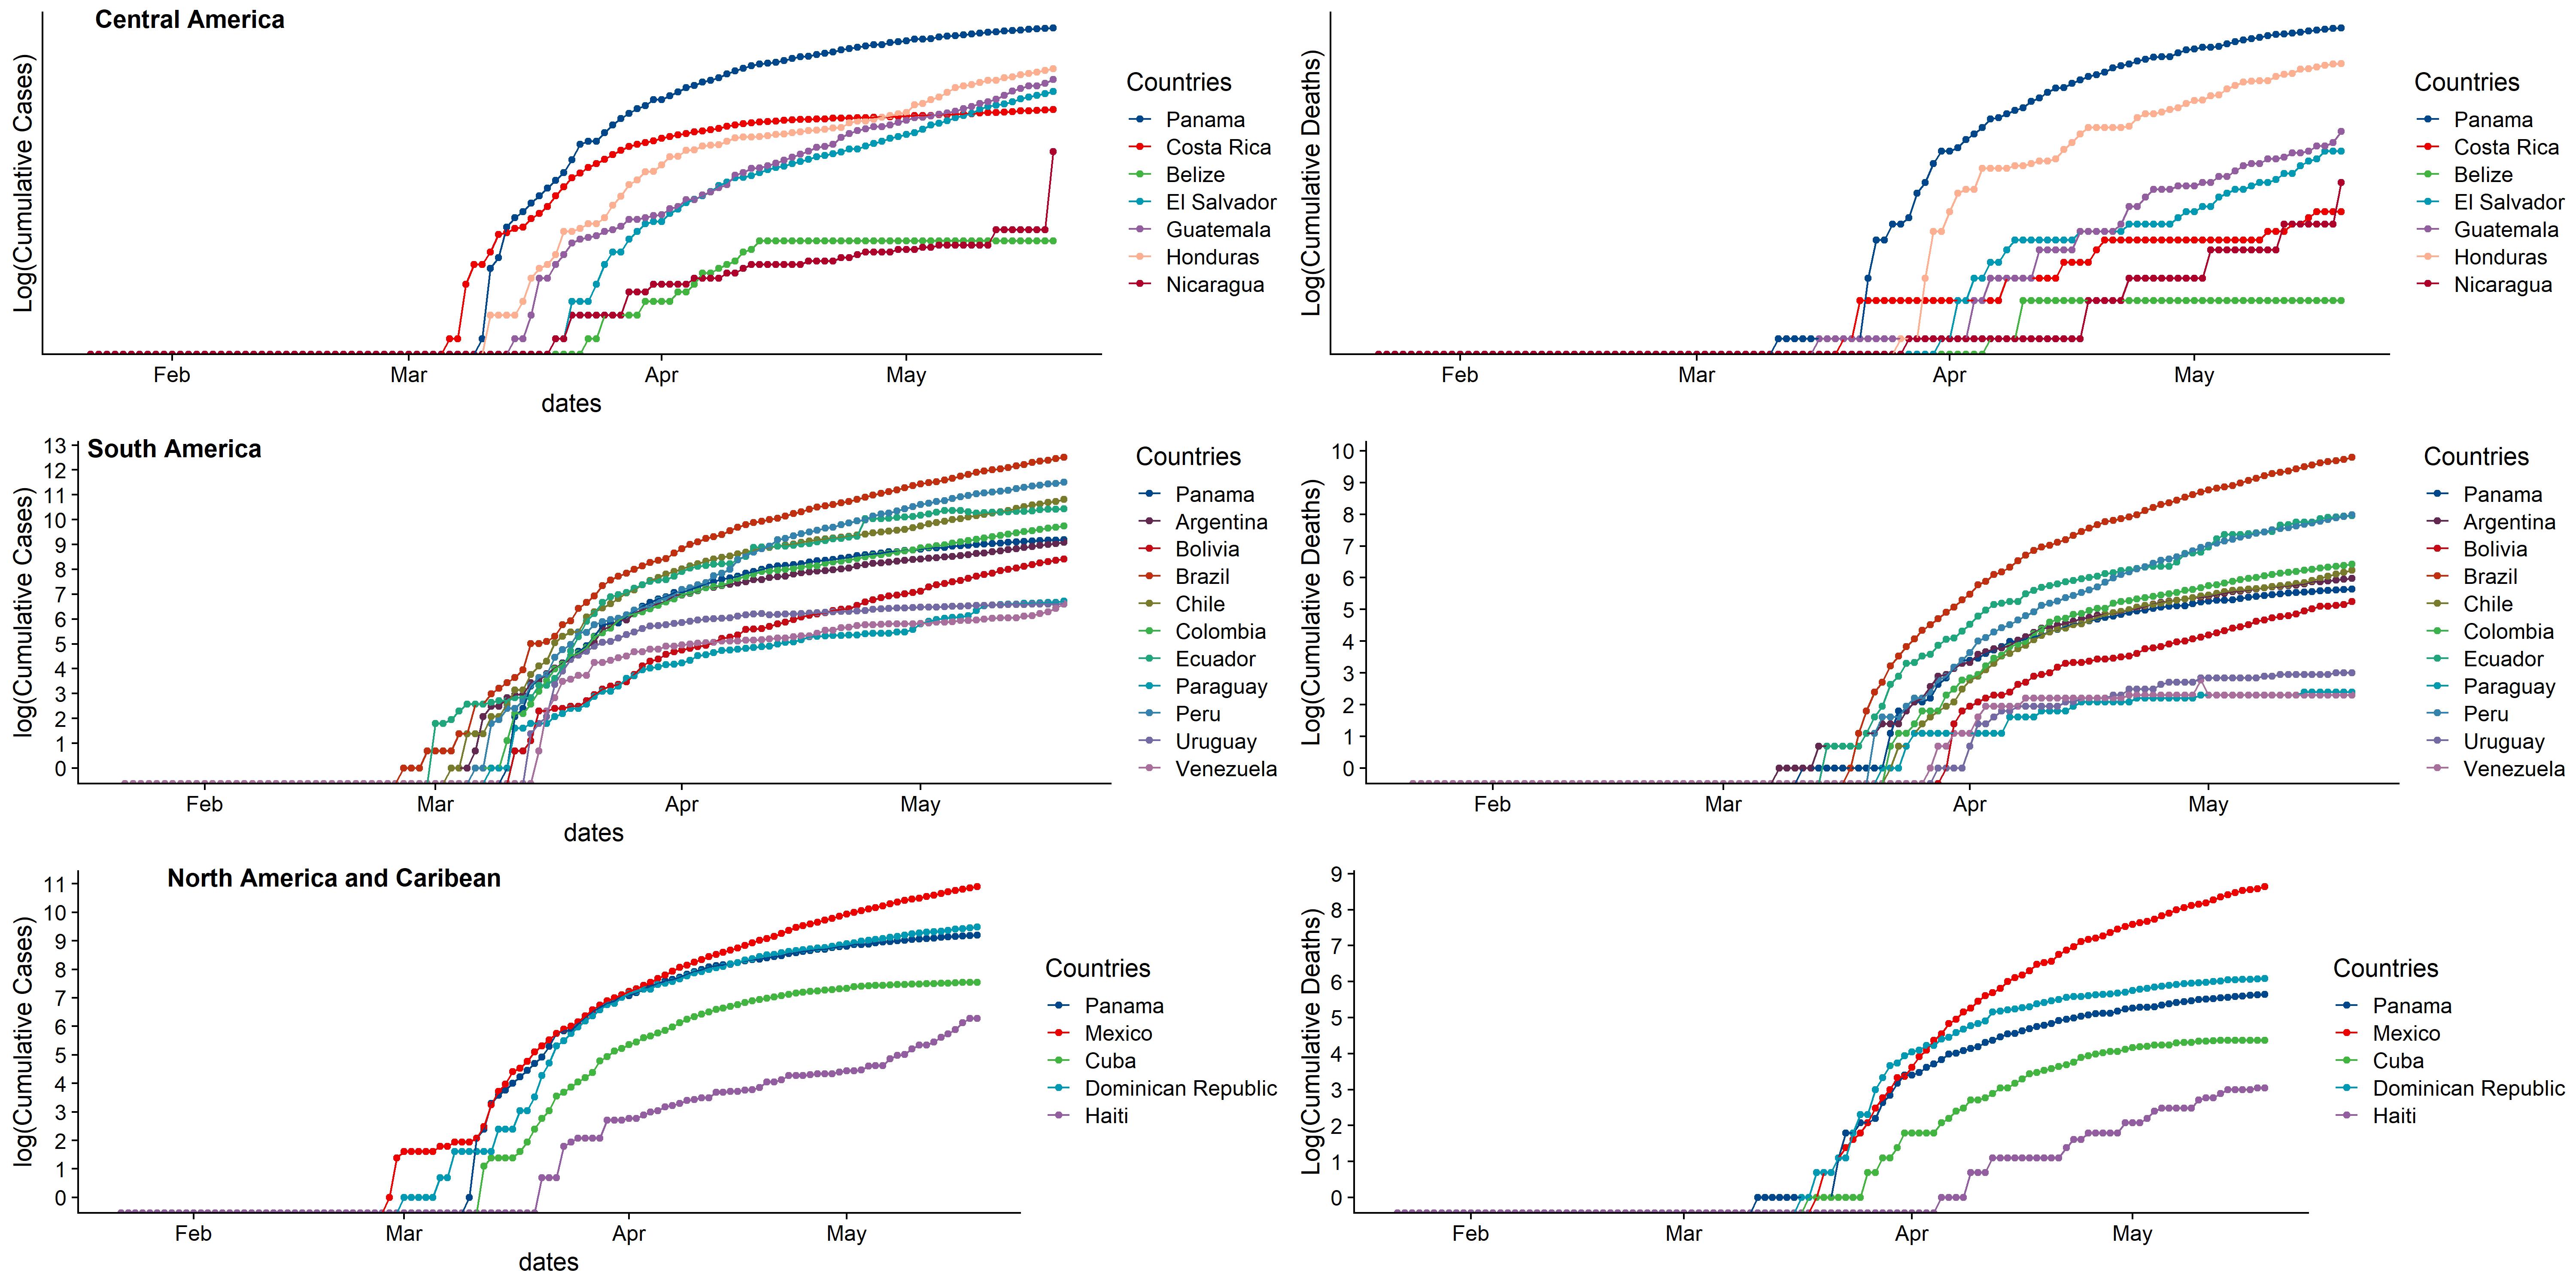 Central America
Log(Cumulative Cases)
Feb Mar Apr May
dates
Countries
Panama
Costa Rica
Belize
El Salvador
Guatemala
Honduras
Nicaragua
Log(Cumulative Deaths)
Feb Mar Apr May
Countries
Panama
Costa Rica
Belize
El Salvador
Guatemala
Honduras
Nicaragua
South America
log(Cumulative Cases)
13
12
11
10
9
8
7
6
5
4
3
2
1
0
Feb Mar Apr May
dates
Countries
Panama
Argentina
Bolivia
Brazil
Chile
Colombia
Ecuador
Paraguay
Peru
Uruguay
Venezuela
Log(Cumulative Deaths)
10
9
8
7
6
5
4
3
2
1
0
Feb Mar Apr May
Countries
Panama
Argentina
Bolivia
Brazil
Chile
Colombia
Ecuador
Paraguay
Peru
Uruguay
Venezuela
North America and Caribean
log(Cumulative Cases)
11
10
9
8
7
6
5
4
3
2
1
0
Feb Mar Apr May
dates
Countries
Panama
Mexico
Cuba
Dominican Republic
Haiti
Log(Cumulative Deaths)
9
8
7
6
5
4
3
2
1
0
Feb Mar Apr May
Countries
Panama
Mexico
Cuba
Dominican Republic
Haiti